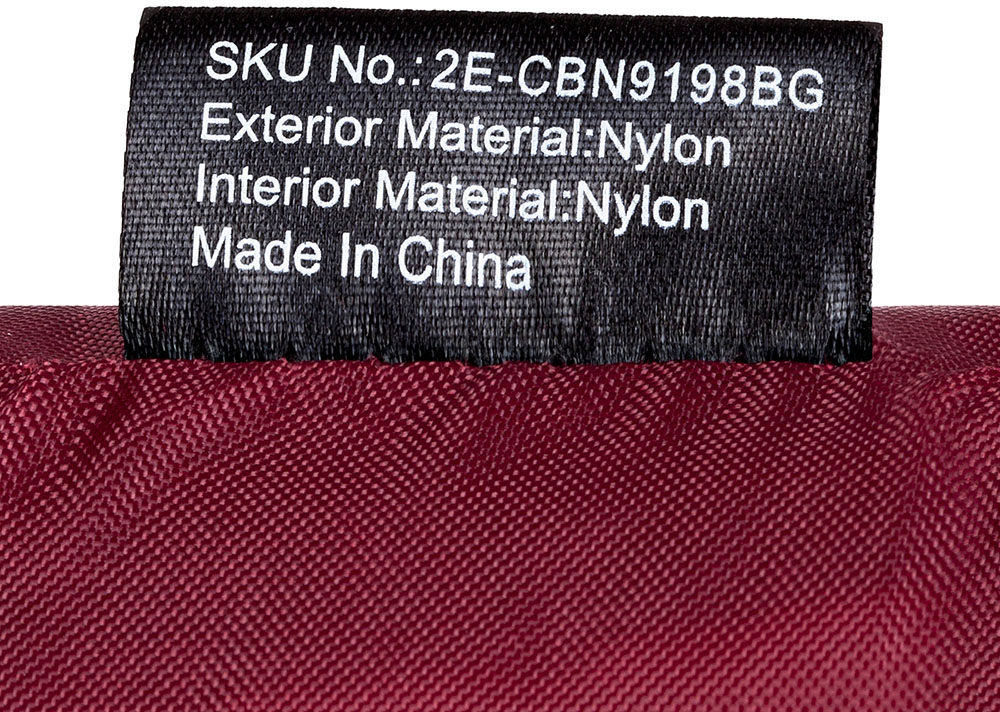 SKU No.: 2E-CBN9198BG
Exterior Material:Nylon
Interior Material:Nylon
Made In China